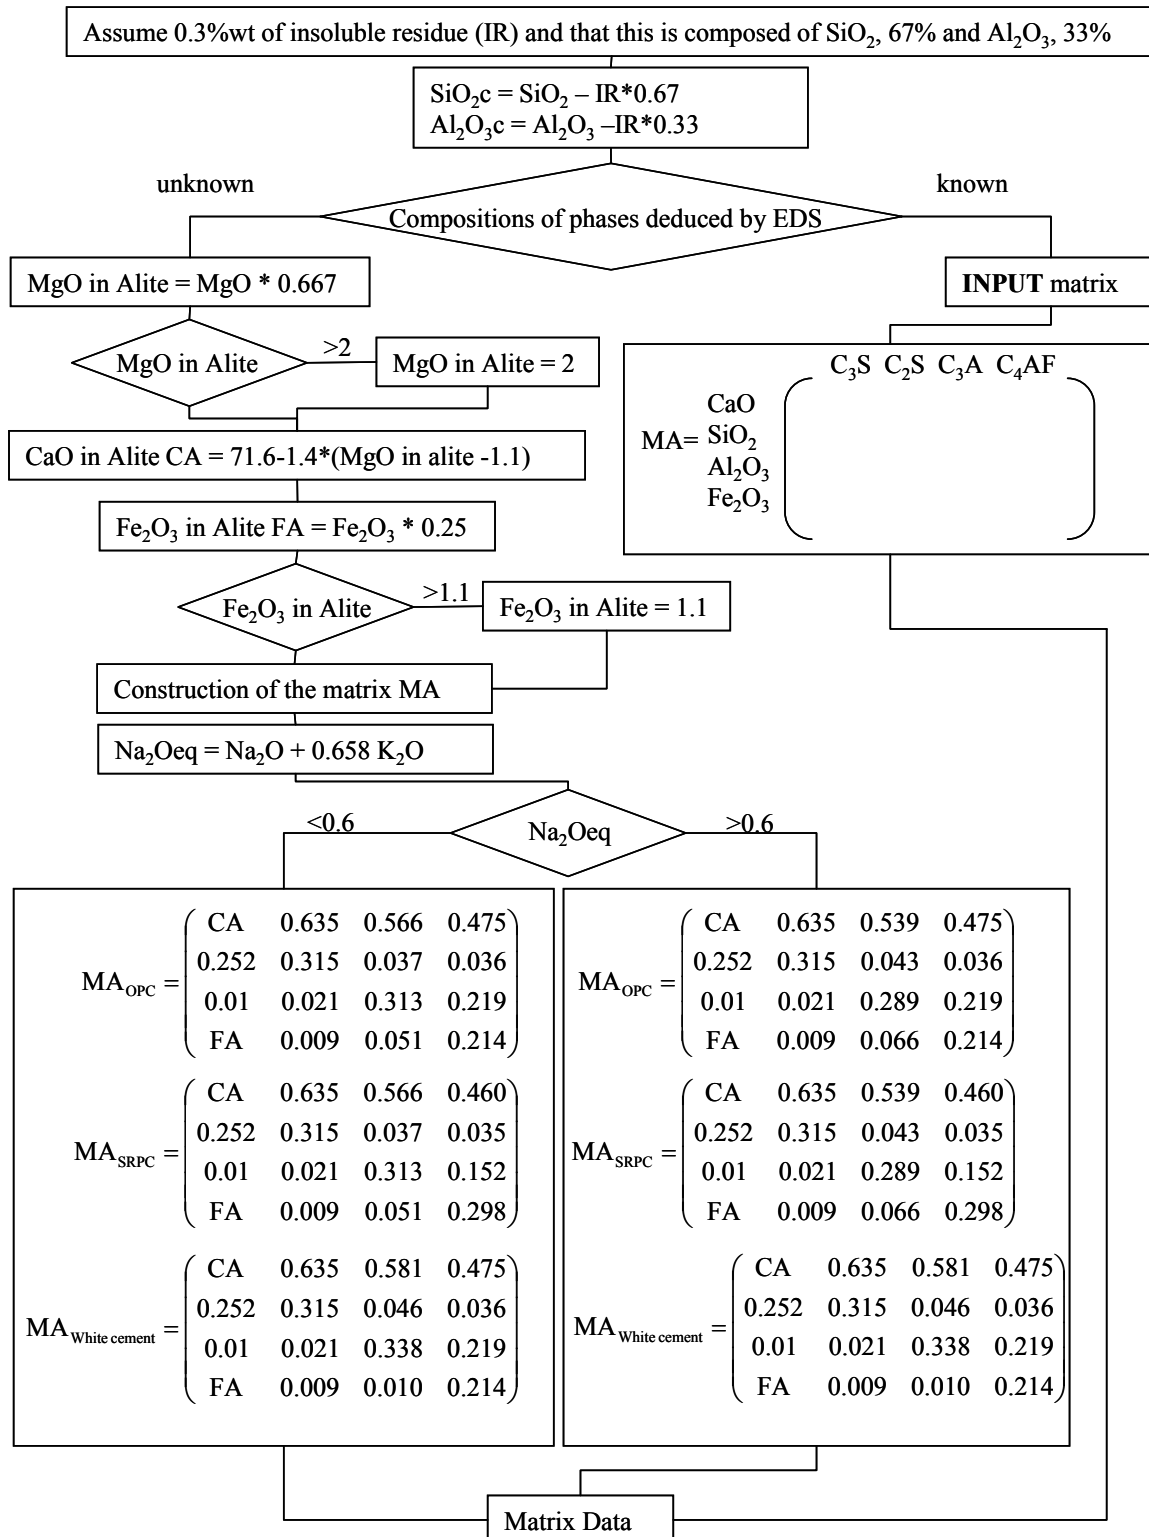 Assume 0.3%wt of insoluble residue (IR) and that this is composed of SiO₂, 67% and Al₂O₃, 33%
SiO₂c = SiO₂ – IR*0.67
Al₂O₃c = Al₂O₃ –IR*0.33
unknown
known
Compositions of phases deduced by EDS
MgO in Alite = MgO * 0.667
INPUT matrix
MgO in Alite
>2
MgO in Alite = 2
C₃S C₂S C₃A C₄AF
MA=
CaO
SiO₂
Al₂O₃
Fe₂O₃
CaO in Alite CA = 71.6-1.4*(MgO in alite -1.1)
Fe₂O₃ in Alite FA = Fe₂O₃ * 0.25
Fe₂O₃ in Alite
>1.1
Fe₂O₃ in Alite = 1.1
Construction of the matrix MA
Na₂Oeq = Na₂O + 0.658 K₂O
<0.6
Na₂Oeq
>0.6
MA_OPC =
CA 0.635 0.566 0.475
0.252 0.315 0.037 0.036
0.01 0.021 0.313 0.219
FA 0.009 0.051 0.214
MA_SRPC =
CA 0.635 0.566 0.460
0.252 0.315 0.037 0.035
0.01 0.021 0.313 0.152
FA 0.009 0.051 0.298
MA_White cement =
CA 0.635 0.581 0.475
0.252 0.315 0.046 0.036
0.01 0.021 0.338 0.219
FA 0.009 0.010 0.214
MA_OPC =
CA 0.635 0.539 0.475
0.252 0.315 0.043 0.036
0.01 0.021 0.289 0.219
FA 0.009 0.066 0.214
MA_SRPC =
CA 0.635 0.539 0.460
0.252 0.315 0.043 0.035
0.01 0.021 0.289 0.152
FA 0.009 0.066 0.298
MA_White cement =
CA 0.635 0.581 0.475
0.252 0.315 0.046 0.036
0.01 0.021 0.338 0.219
FA 0.009 0.010 0.214
Matrix Data